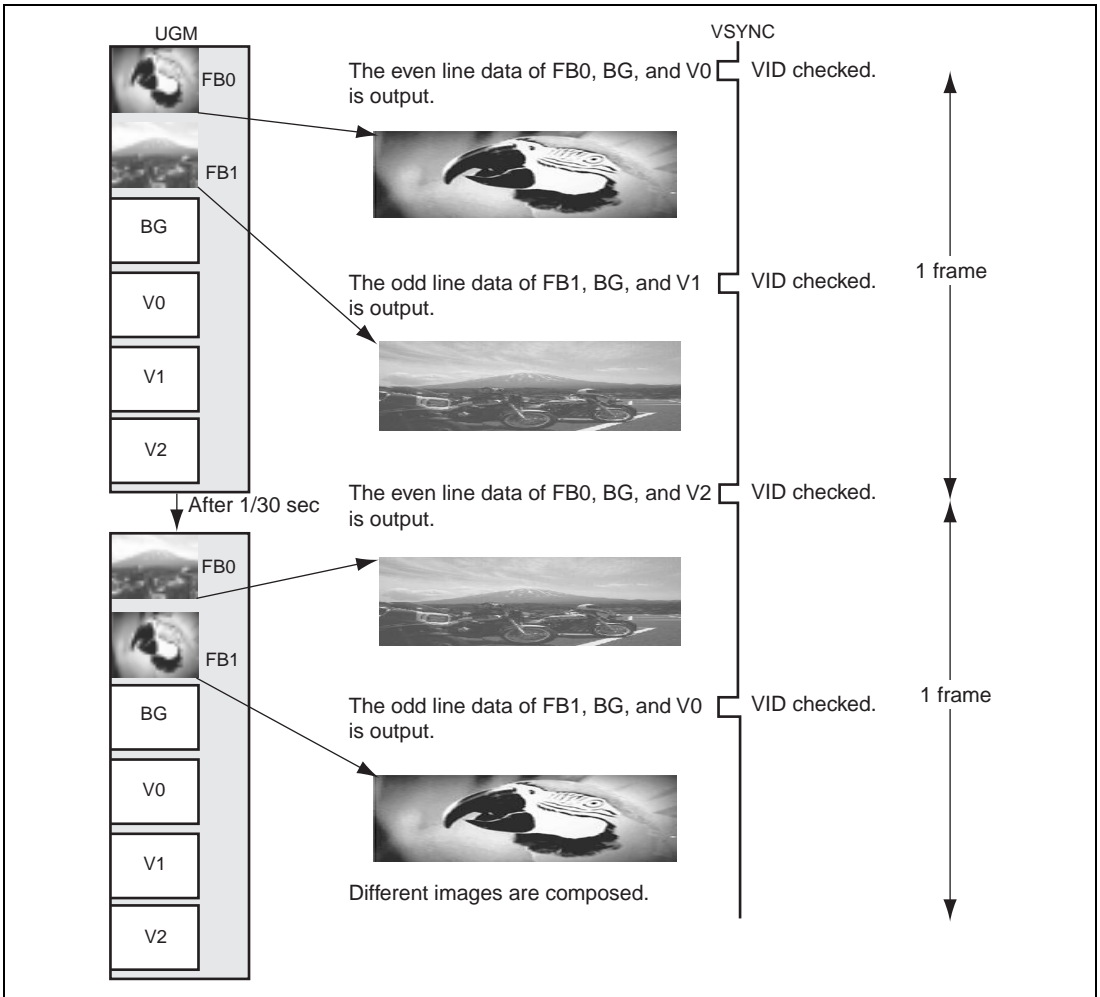 UGM
VSYNC
FB0
The even line data of FB0, BG, and V0
is output.
VID checked.
FB1
BG
V0
V1
V2
The odd line data of FB1, BG, and V1
is output.
VID checked.
1 frame
After 1/30 sec
The even line data of FB0, BG, and V2
is output.
VID checked.
FB0
FB1
BG
V0
V1
V2
The odd line data of FB1, BG, and V0
is output.
VID checked.
1 frame
Different images are composed.